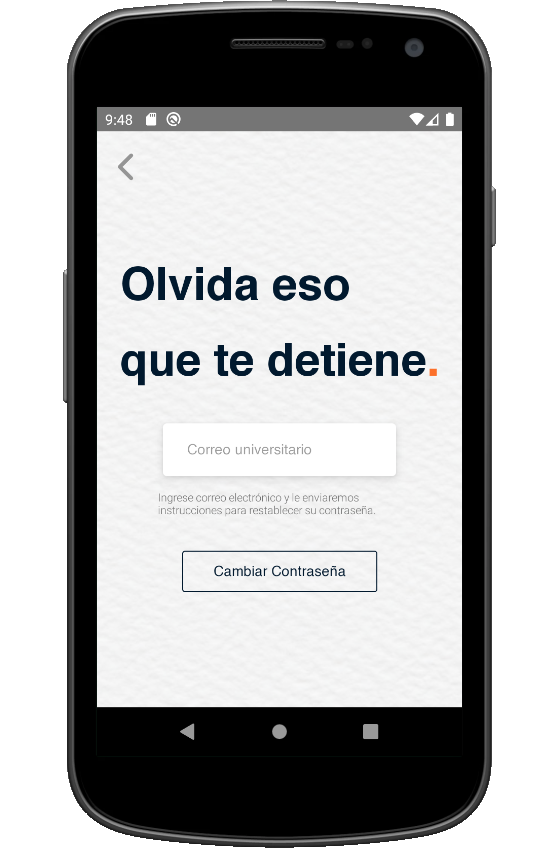 9:48
Olvida eso
que te detiene.
Correo universitario
Ingrese correo electrónico y le enviaremos
instrucciones para restablecer su contraseña.
Cambiar Contraseña